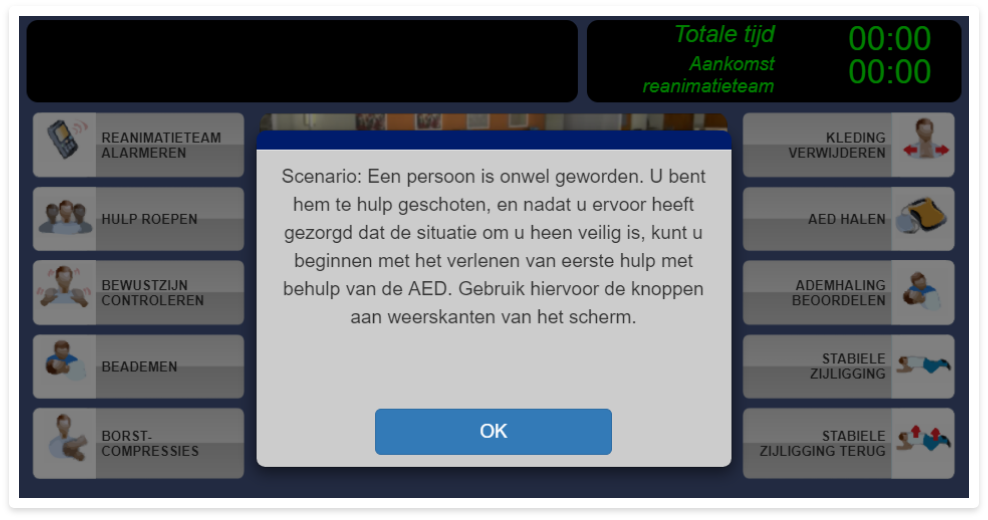 Totale tijd 00:00
Aankomst
reanimatieteam 00:00
REANIMATIETEAM
ALARMEREN
HULP ROEPEN
BEWUSTZIJN
CONTROLEREN
BEADEMEN
BORST-
COMPRESSIES
Scenario: Een persoon is onwel geworden. U bent
hem te hulp geschoten, en nadat u ervoor heeft
gezorgd dat de situatie om u heen veilig is, kunt u
beginnen met het verlenen van eerste hulp met
behulp van de AED. Gebruik hiervoor de knoppen
aan weerskanten van het scherm.
OK
KLEDING
VERWIJDEREN
AED HALEN
ADEMHALING
BEOORDELEN
STABIELE
ZIJLIGGING
STABIELE
ZIJLIGGING TERUG